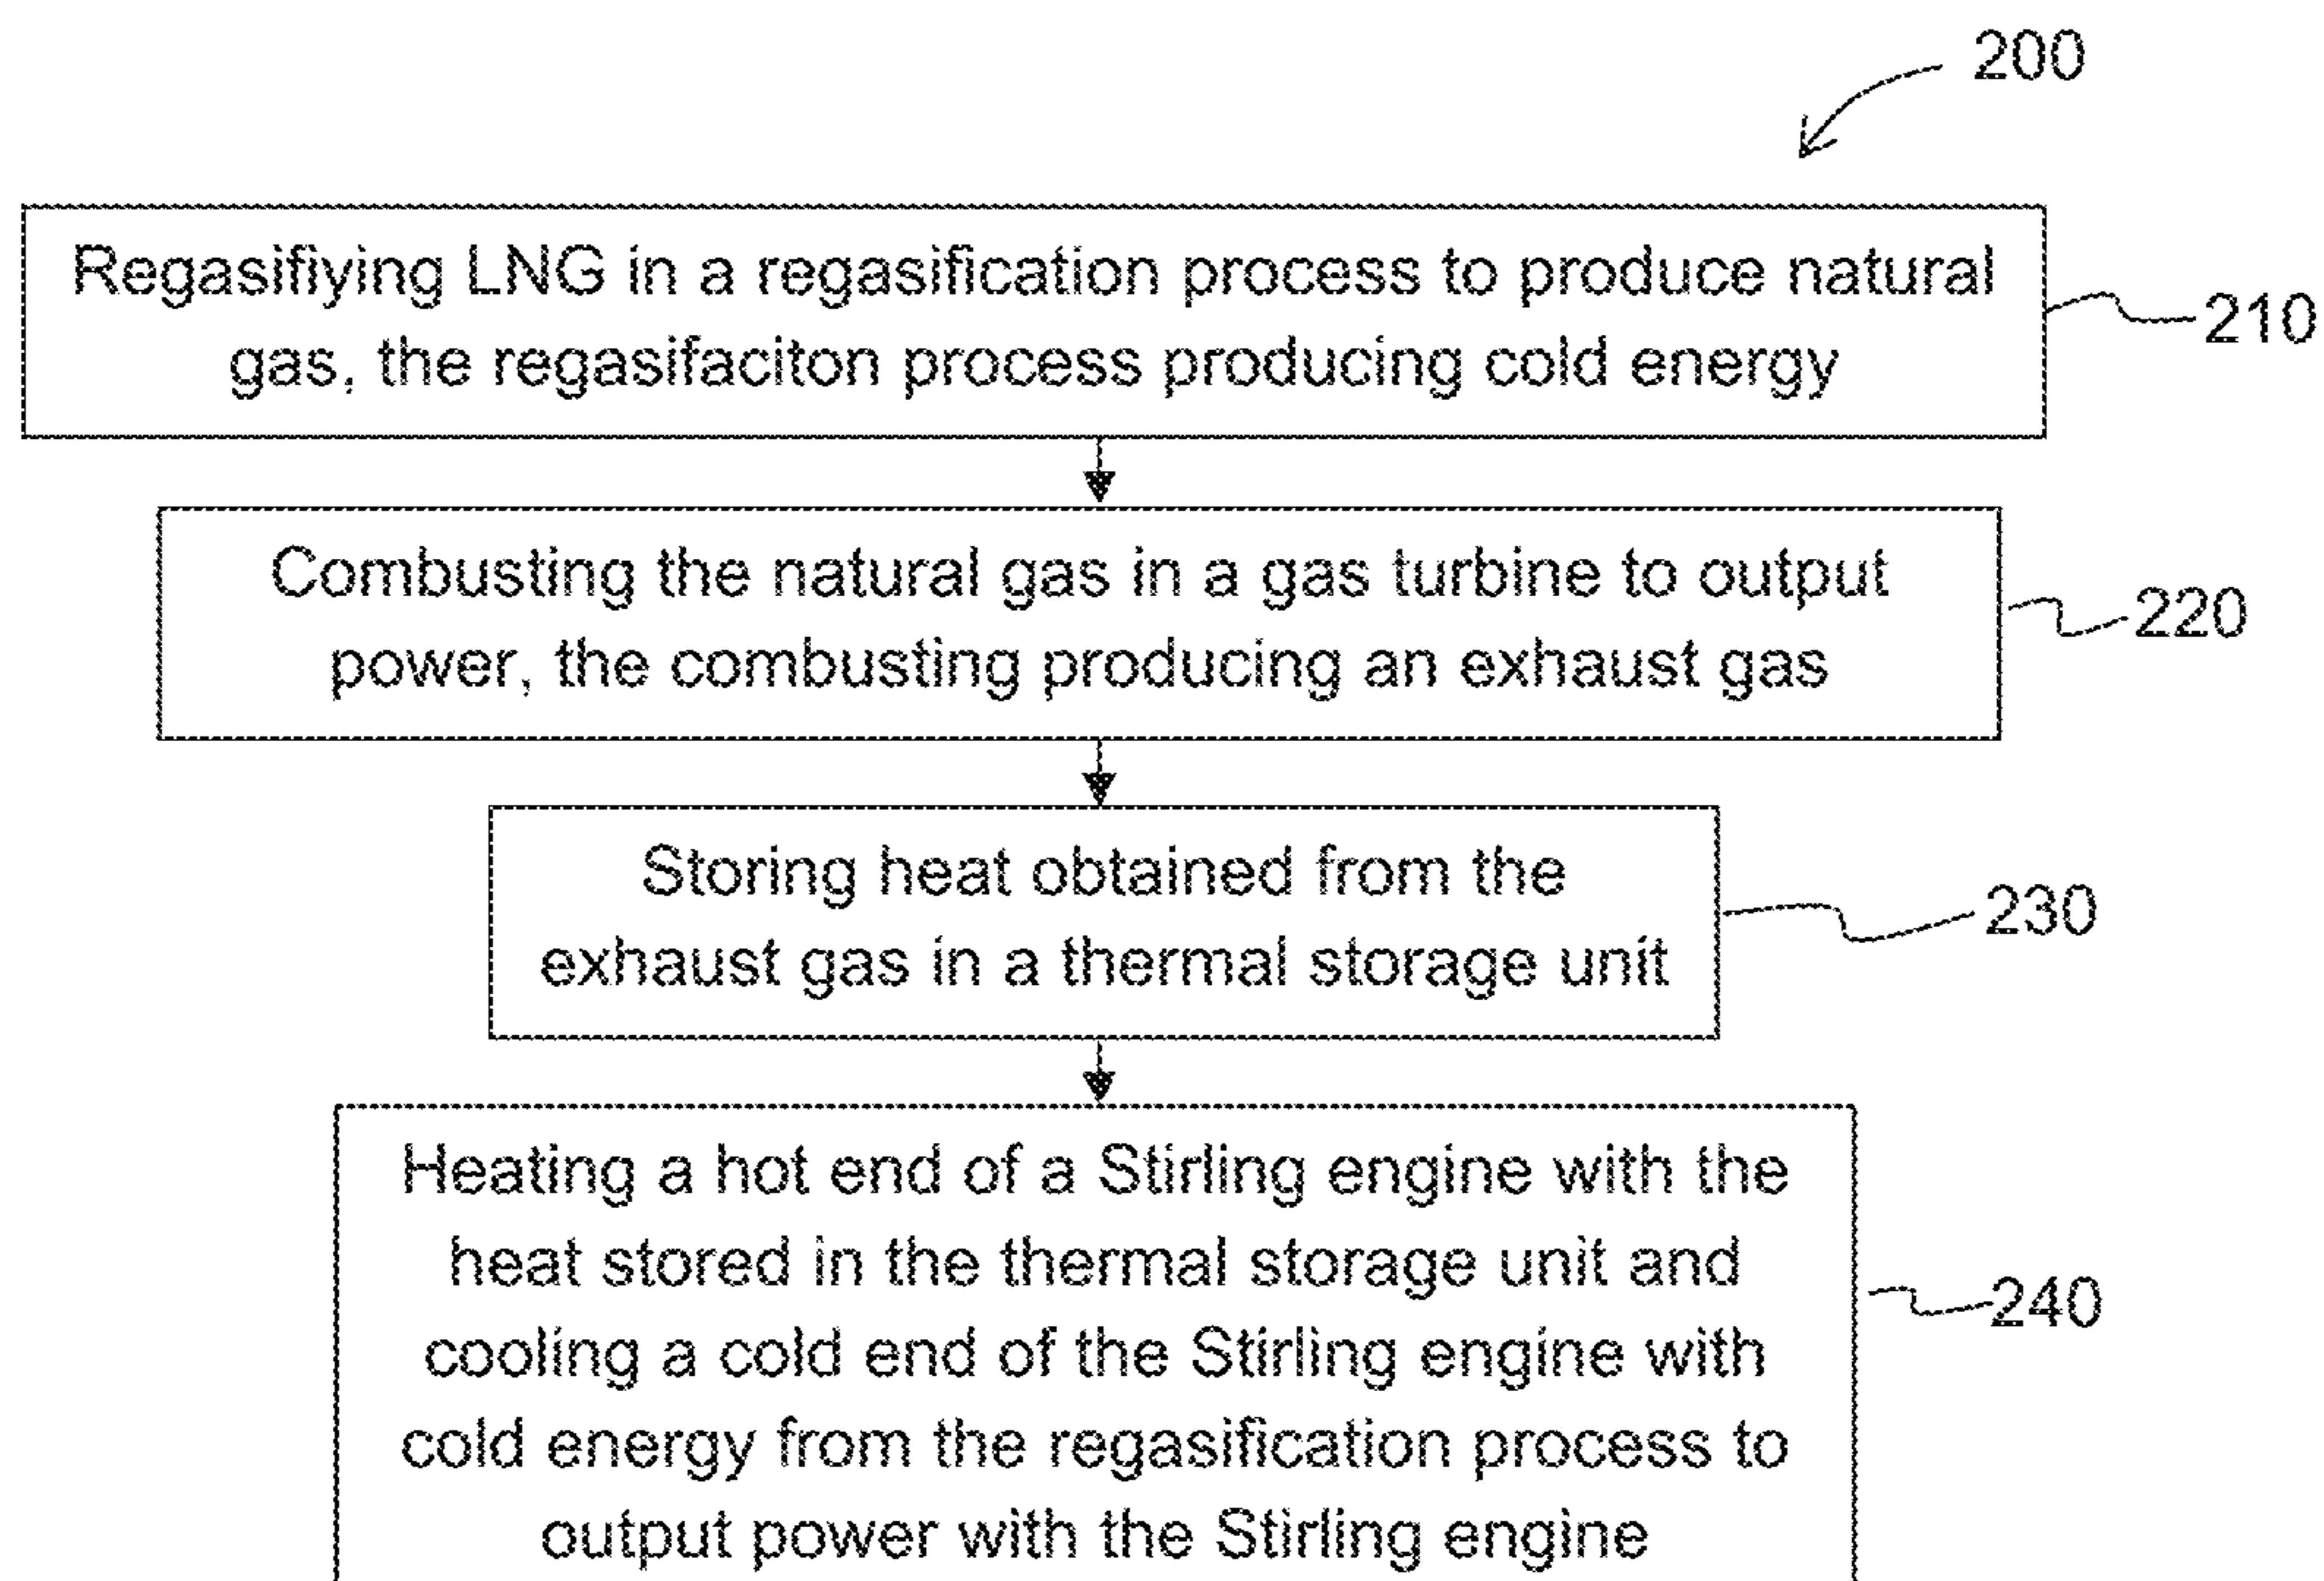 200
Regasifiying LNG in a regasification process to produce natural
gas, the regasifaciton process producing cold energy
210
Combusting the natural gas in a gas turbine to output
power, the combusting producing an exhaust gas
220
Storing heat obtained from the
exhaust gas in a thermal storage unit
230
Heating a hot end of a Stirling engine with the
heat stored in the thermal storage unit and
cooling a cold end of the Stirling engine with
cold energy from the regasification process to
output power with the Stirling engine
240